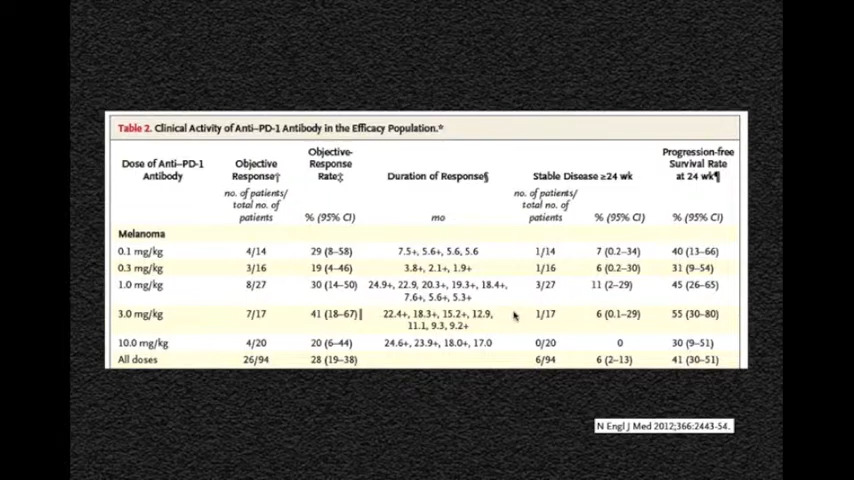 Table 2. Clinical Activity of Anti–PD-1 Antibody in the Efficacy Population.*
Dose of Anti–PD-1 Antibody Objective Response† Objective-Response Rate‡ Duration of Response§ Stable Disease ≥24 wk Progression-free Survival Rate at 24 wk¶
no. of patients/total no. of patients % (95% CI) mo no. of patients/total no. of patients % (95% CI) % (95% CI)
Melanoma
0.1 mg/kg 4/14 29 (8–58) 7.5+, 5.6+, 5.6, 5.6 1/14 7 (0.2–34) 40 (13–66)
0.3 mg/kg 3/16 19 (4–46) 3.8+, 2.1+, 1.9+ 1/16 6 (0.2–30) 31 (9–54)
1.0 mg/kg 8/27 30 (14–50) 24.9+, 22.9, 20.3+, 19.3+, 18.4+, 7.6+, 5.6+, 5.3+ 3/27 11 (2–29) 45 (26–65)
3.0 mg/kg 7/17 41 (18–67)‖ 22.4+, 18.3+, 15.2+, 12.9, 11.1, 9.3, 9.2+ 1/17 6 (0.1–29) 55 (30–80)
10.0 mg/kg 4/20 20 (6–44) 24.6+, 23.9+, 18.0+, 17.0 0/20 0 30 (9–51)
All doses 26/94 28 (19–38) 6/94 6 (2–13) 41 (30–51)
N Engl J Med 2012;366:2443-54.